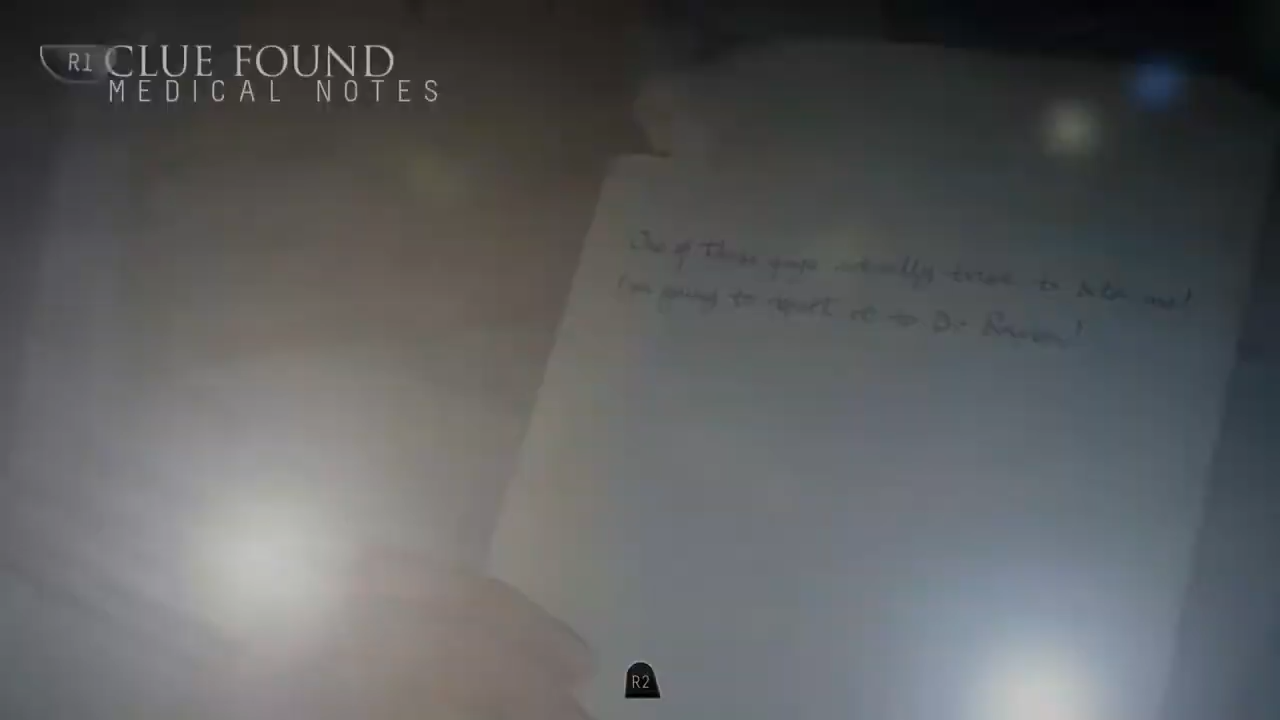 R1 CLUE FOUND
MEDICAL NOTES
One of these guys actually tried to bite me!
I'm going to report it to Dr
R2